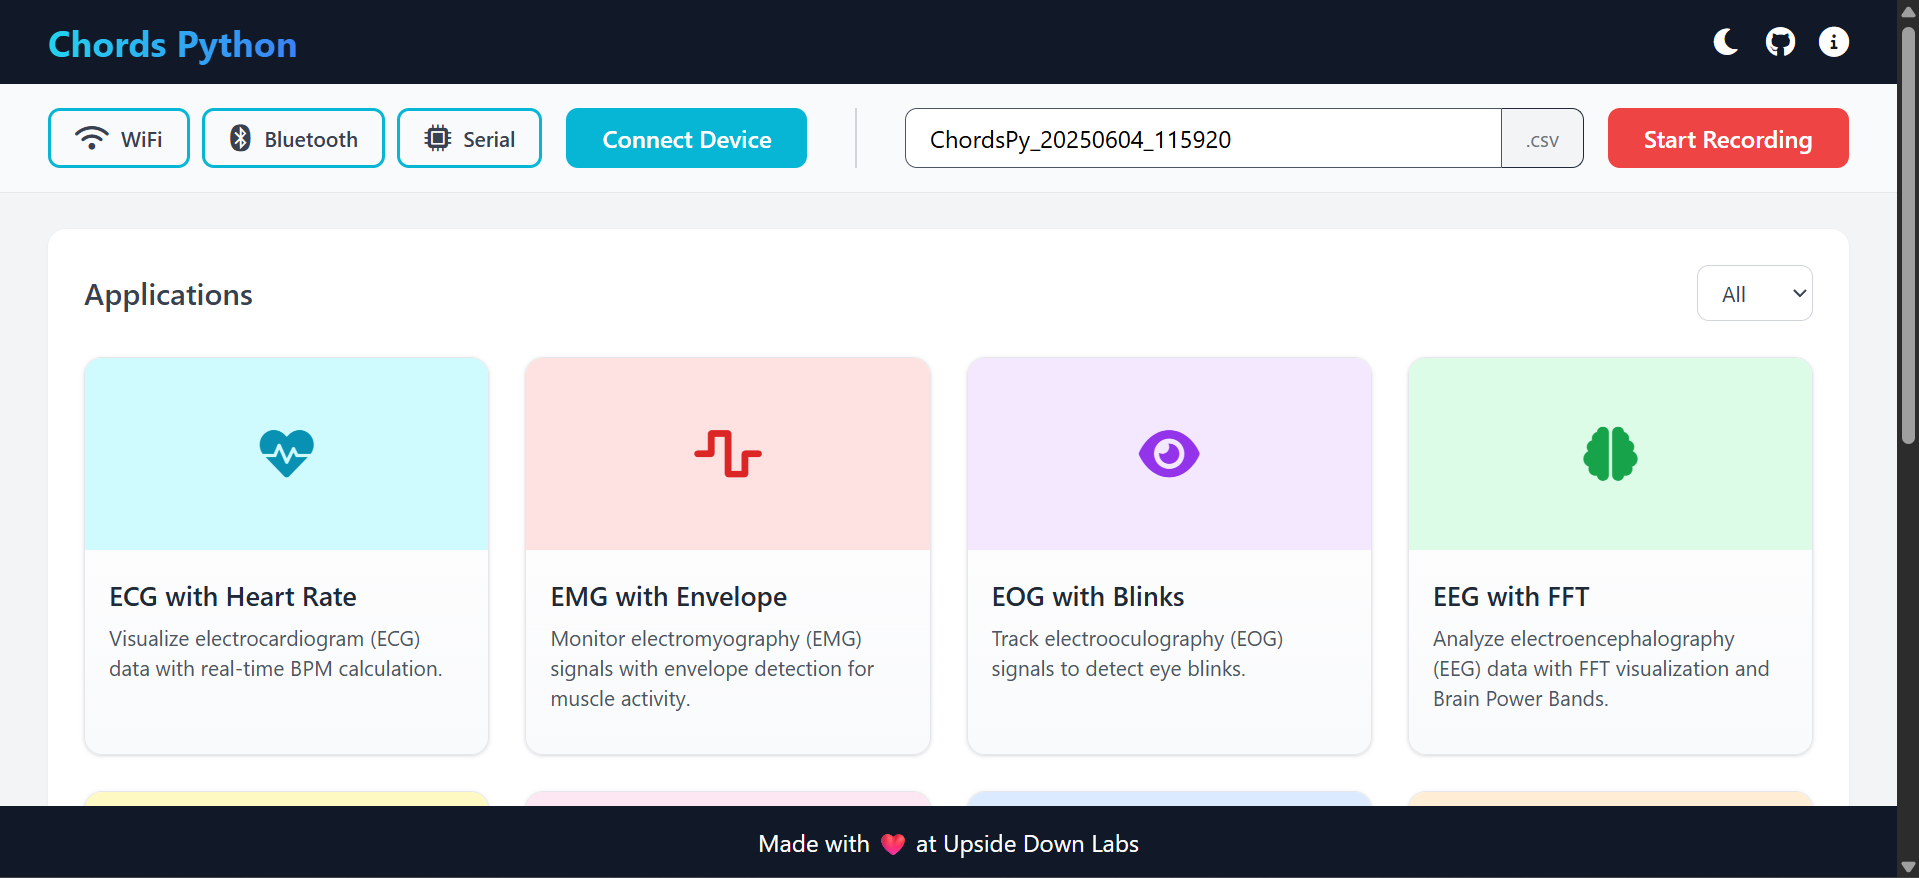 Chords Python
WiFi
Bluetooth
Serial
Connect Device
ChordsPy_20250604_115920
.csv
Start Recording
Applications
All
ECG with Heart Rate
Visualize electrocardiogram (ECG)
data with real-time BPM calculation.
EMG with Envelope
Monitor electromyography (EMG)
signals with envelope detection for
muscle activity.
EOG with Blinks
Track electrooculography (EOG)
signals to detect eye blinks.
EEG with FFT
Analyze electroencephalography
(EEG) data with FFT visualization and
Brain Power Bands.
Made with ❤️ at Upside Down Labs